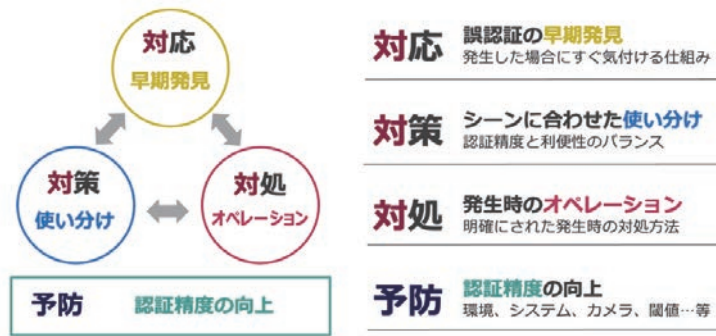 対応
早期発見
対策
使い分け
対処
オペレーション
予防 認証精度の向上
対応 誤認証の早期発見
発生した場合にすぐ気付ける仕組み
対策 シーンに合わせた使い分け
認証精度と利便性のバランス
対処 発生時のオペレーション
明確にされた発生時の対処方法
予防 認証精度の向上
環境、システム、カメラ、閾値…等